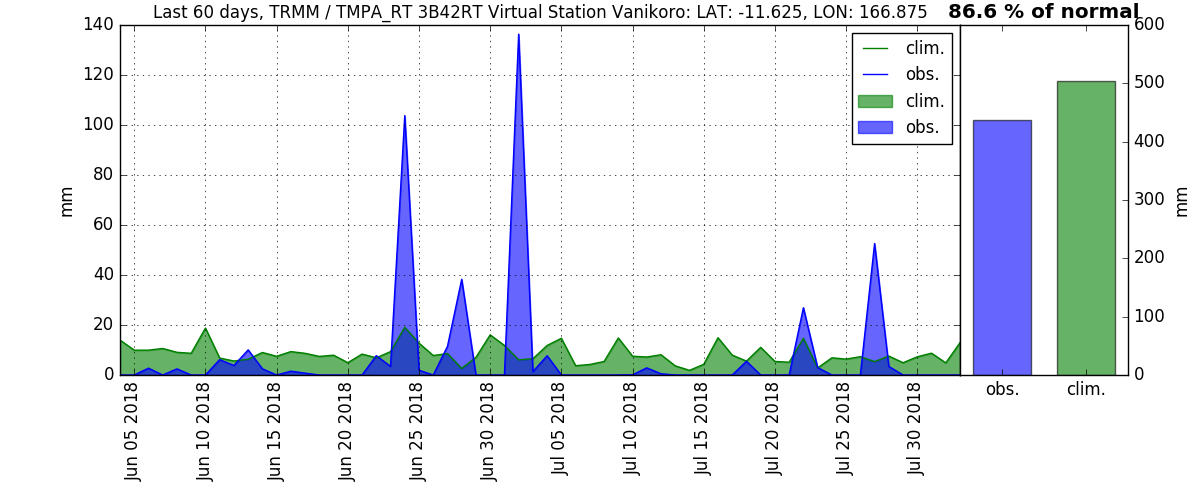 Last 60 days, TRMM / TMPA_RT 3B42RT Virtual Station Vanikoro: LAT: -11.625, LON: 166.875
86.6 % of normal
140
120
100
80
60
40
20
0
mm
clim.
obs.
clim.
obs.
600
500
400
300
200
100
0
mm
obs.
clim.
Jun 05 2018
Jun 10 2018
Jun 15 2018
Jun 20 2018
Jun 25 2018
Jun 30 2018
Jul 05 2018
Jul 10 2018
Jul 15 2018
Jul 20 2018
Jul 25 2018
Jul 30 2018